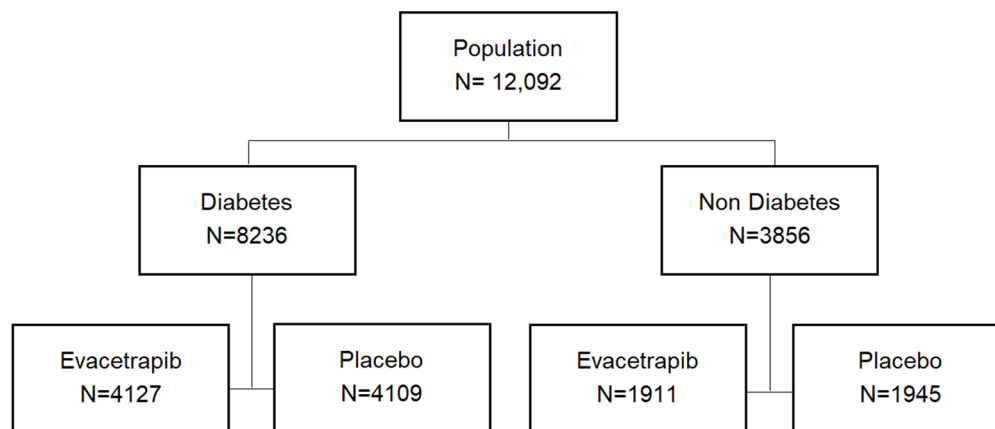 Population
N= 12,092
Diabetes
N=8236
Non Diabetes
N=3856
Evacetrapib
N=4127
Placebo
N=4109
Evacetrapib
N=1911
Placebo
N=1945